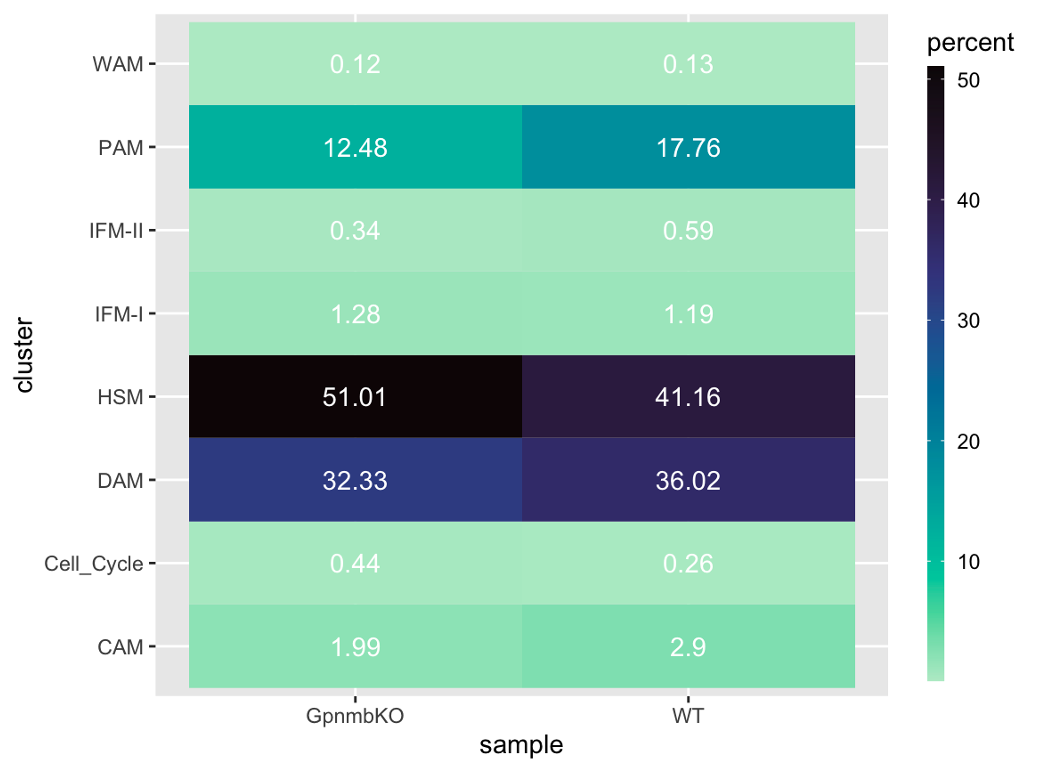 percent
WAM 0.12 0.13
50
PAM 12.48 17.76
40
IFM-II 0.34 0.59
IFM-I 1.28 1.19
30
cluster
HSM 51.01 41.16
20
DAM 32.33 36.02
10
Cell_Cycle 0.44 0.26
CAM 1.99 2.9
GpnmbKO WT
sample